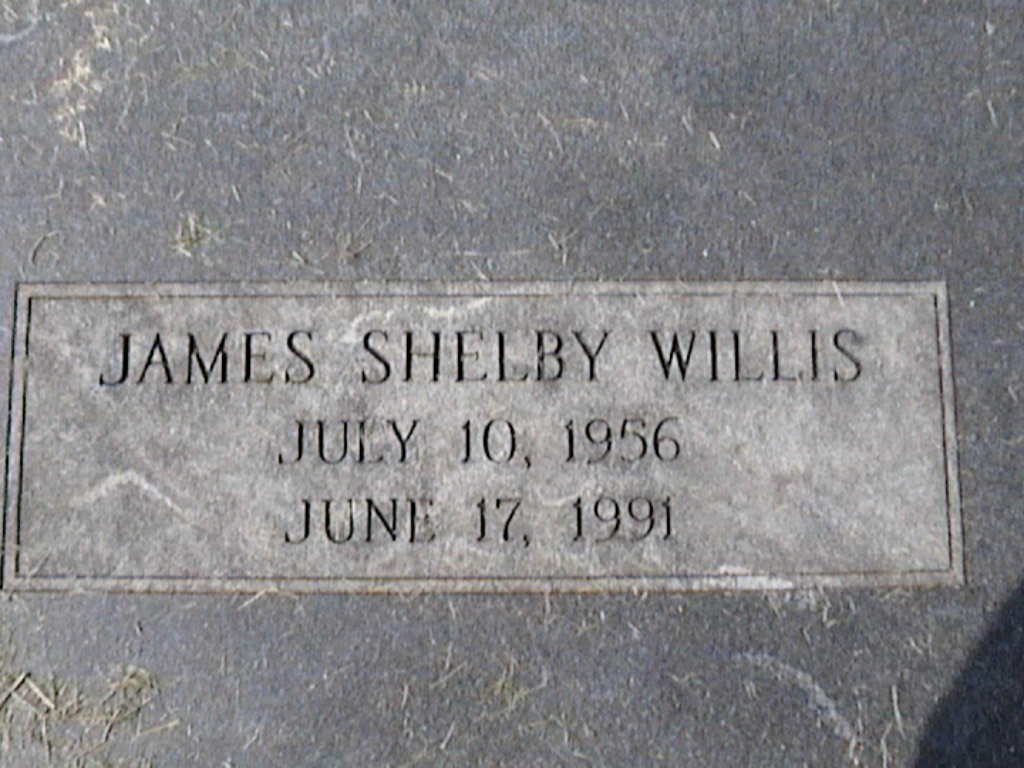 JAMES SHELBY WILLIS
JULY 10, 1956
JUNE 17, 1991